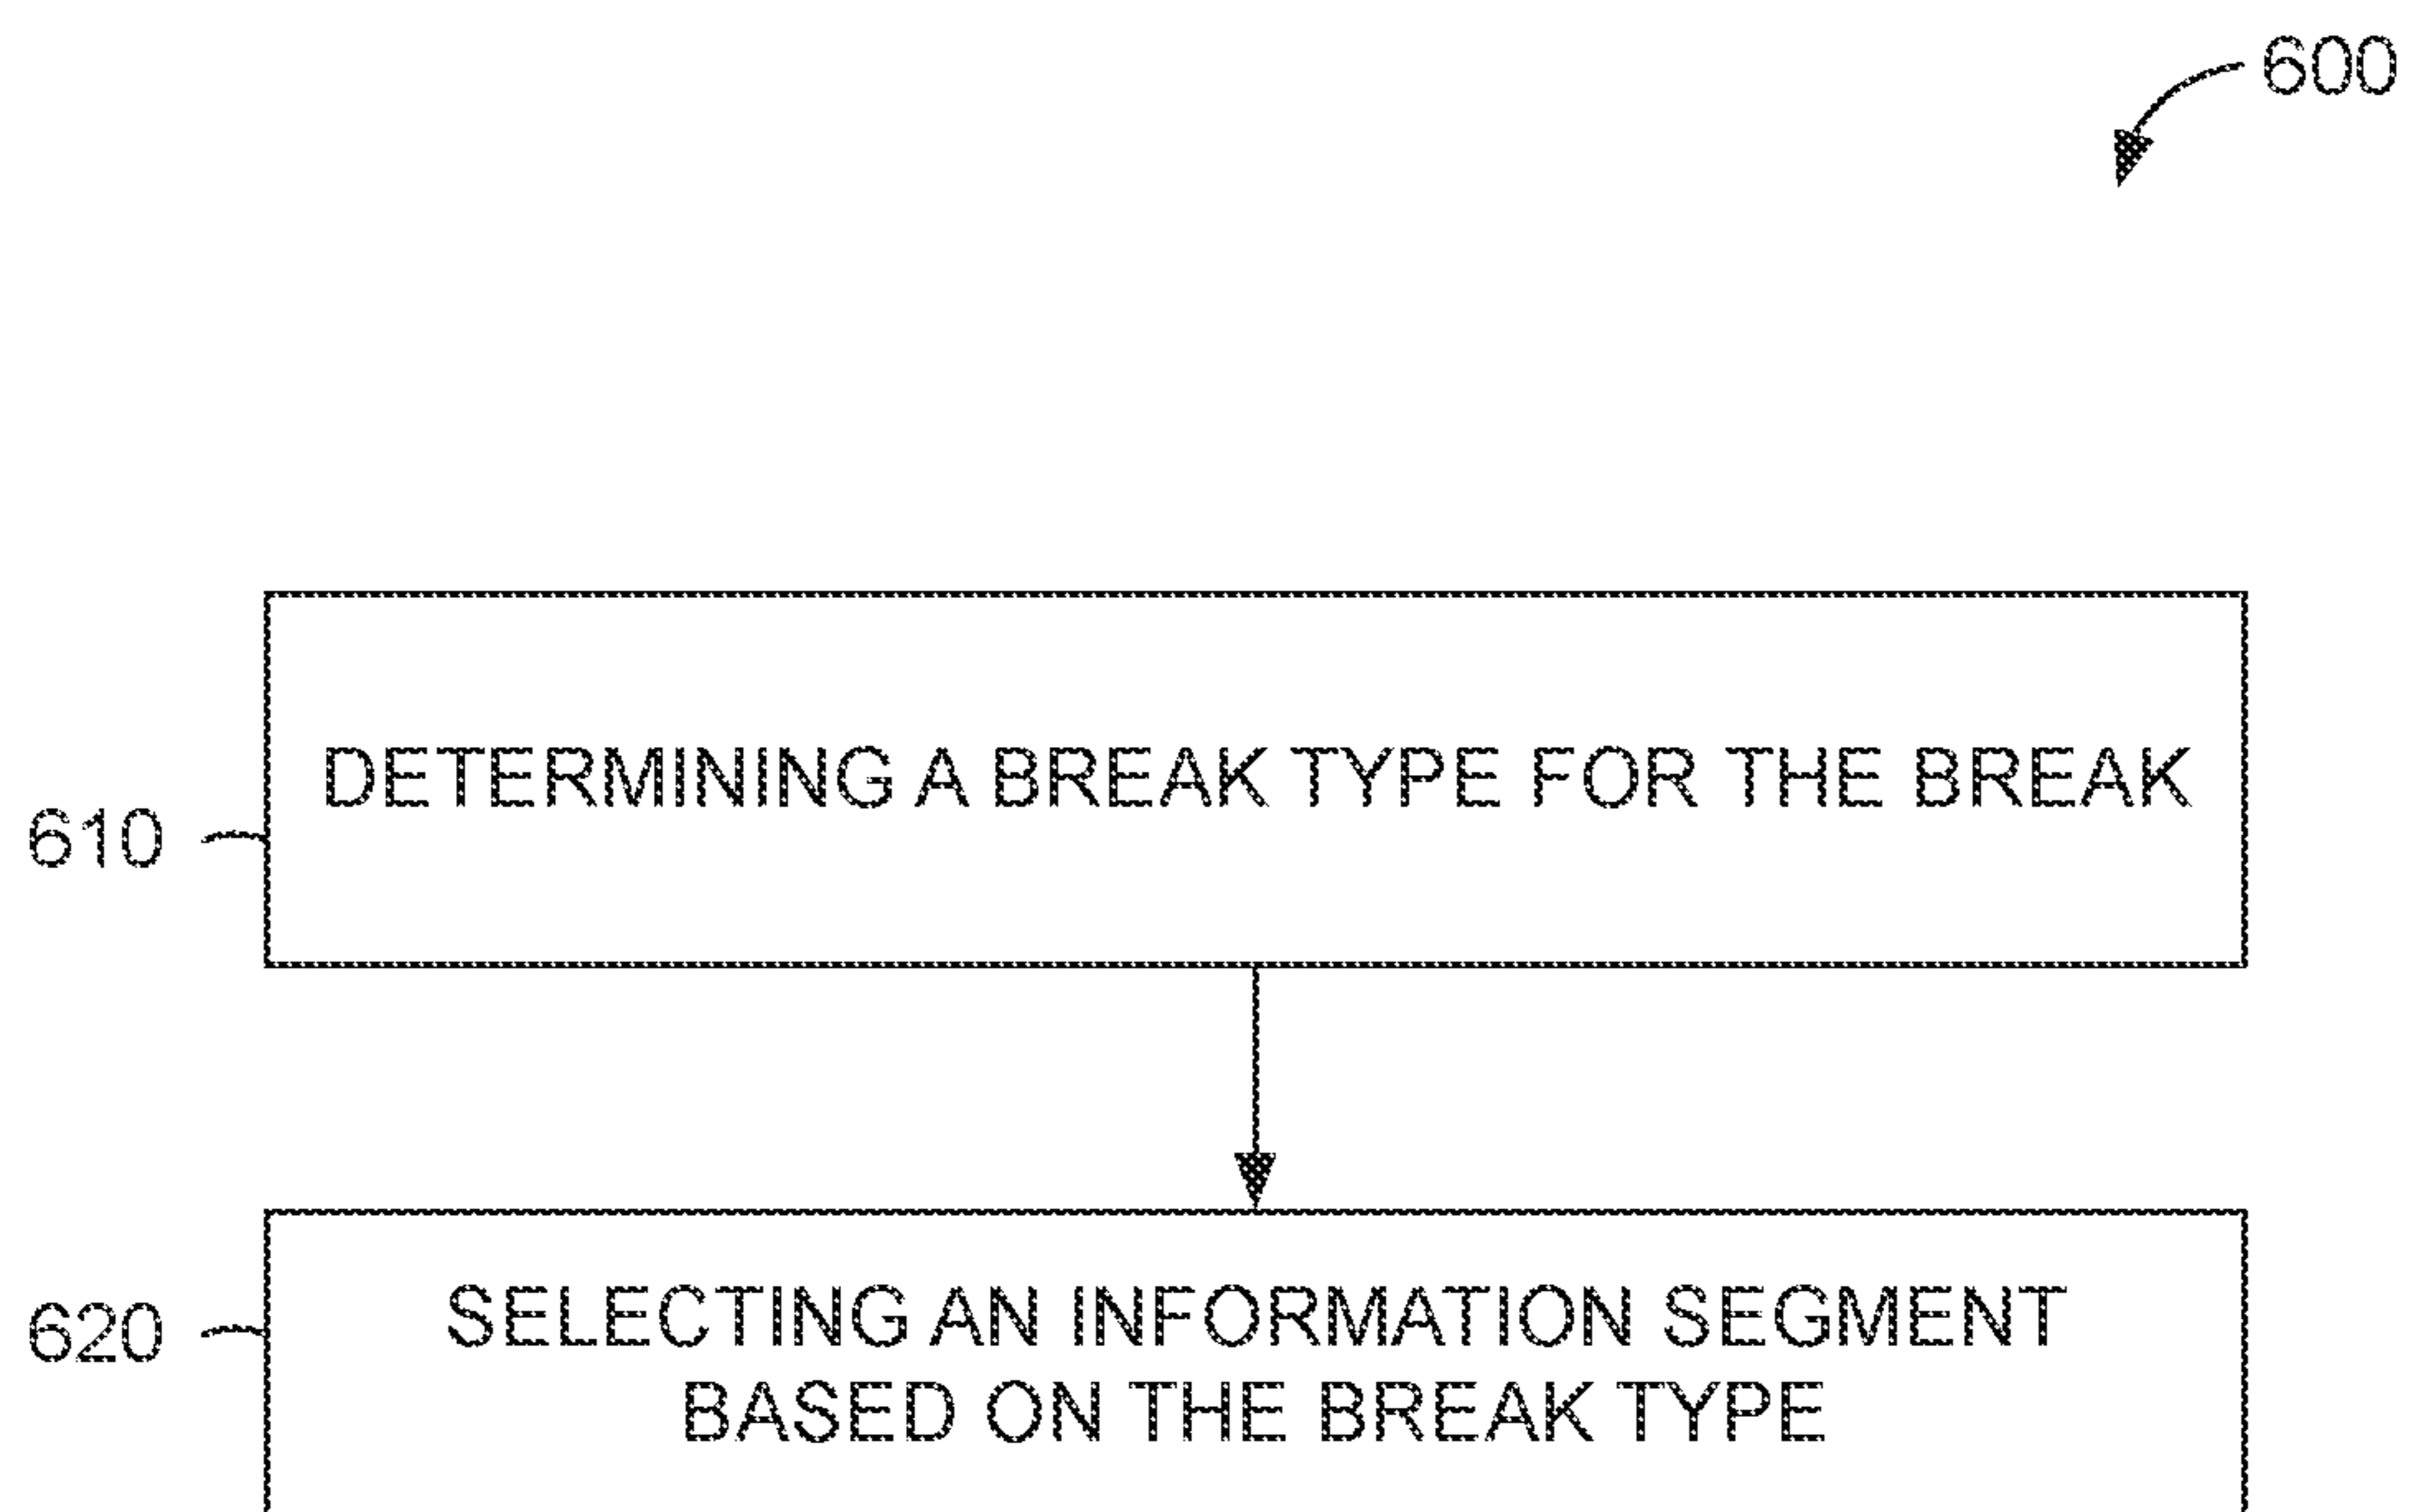 600
DETERMINING A BREAK TYPE FOR THE BREAK
610
SELECTING AN INFORMATION SEGMENT
620
BASED ON THE BREAK TYPE